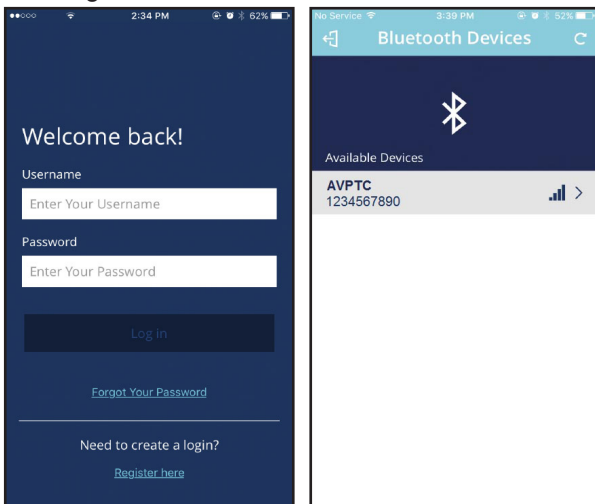 2:34 PM
62%
Welcome back!
Username
Enter Your Username
Password
Enter Your Password
Log in
Forgot Your Password
Need to create a login?
Register here
No Service
3:39 PM
52%
Bluetooth Devices
Available Devices
AVPTC
1234567890